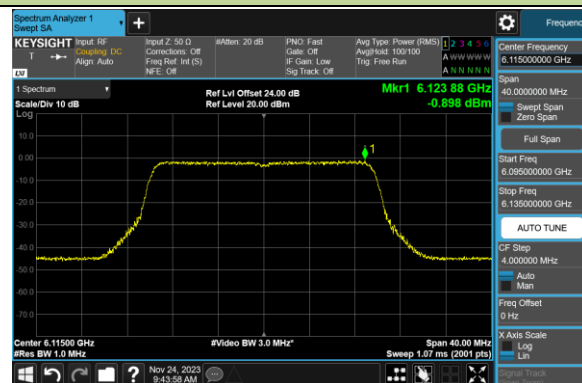 Spectrum Analyzer 1
Swept SA
Frequency
KEYSIGHT
Input: RF
Coupling: DC
Align: Auto
Input Z: 50 Ω
Corrections: Off
Freq Ref: Int (S)
NFE: Off
#Atten: 20 dB
PNO: Fast
Gate: Off
IF Gain: Low
Sig Track: Off
Avg Type: Power (RMS)
Avg|Hold: 100/100
Trig: Free Run
1 2 3 4 5 6
A W W W W W
A N N N N N
LXI
1 Spectrum
Scale/Div 10 dB
Ref Lvl Offset 24.00 dB
Ref Level 20.00 dBm
Mkr1 6.123 88 GHz
-0.898 dBm
Log
10.0
0.00
-10.0
-20.0
-30.0
-40.0
-50.0
-60.0
-70.0
1
Center 6.11500 GHz
#Res BW 1.0 MHz
#Video BW 3.0 MHz*
Span 40.00 MHz
Sweep 1.07 ms (2001 pts)
Nov 24, 2023
9:43:58 AM
Center Frequency
6.115000000 GHz
Span
40.0000000 MHz
Swept Span
Zero Span
Full Span
Start Freq
6.095000000 GHz
Stop Freq
6.135000000 GHz
AUTO TUNE
CF Step
4.000000 MHz
Auto
Man
Freq Offset
0 Hz
X Axis Scale
Log
Lin
Signal Track